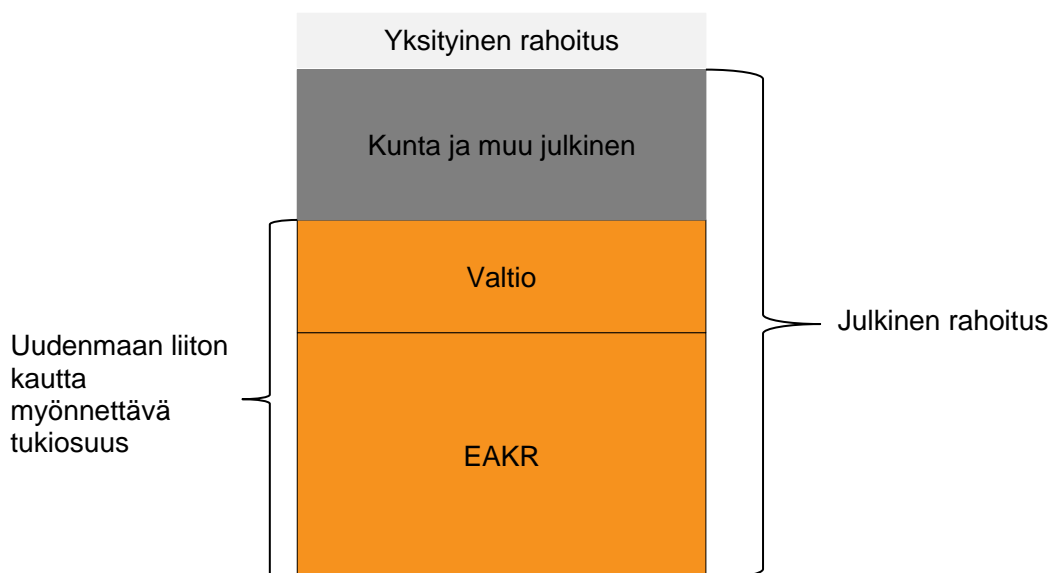 Yksityinen rahoitus
Kunta ja muu julkinen
Valtio
EAKR
Uudenmaan liiton
kautta
myönnettävä
tukiosuus
Julkinen rahoitus